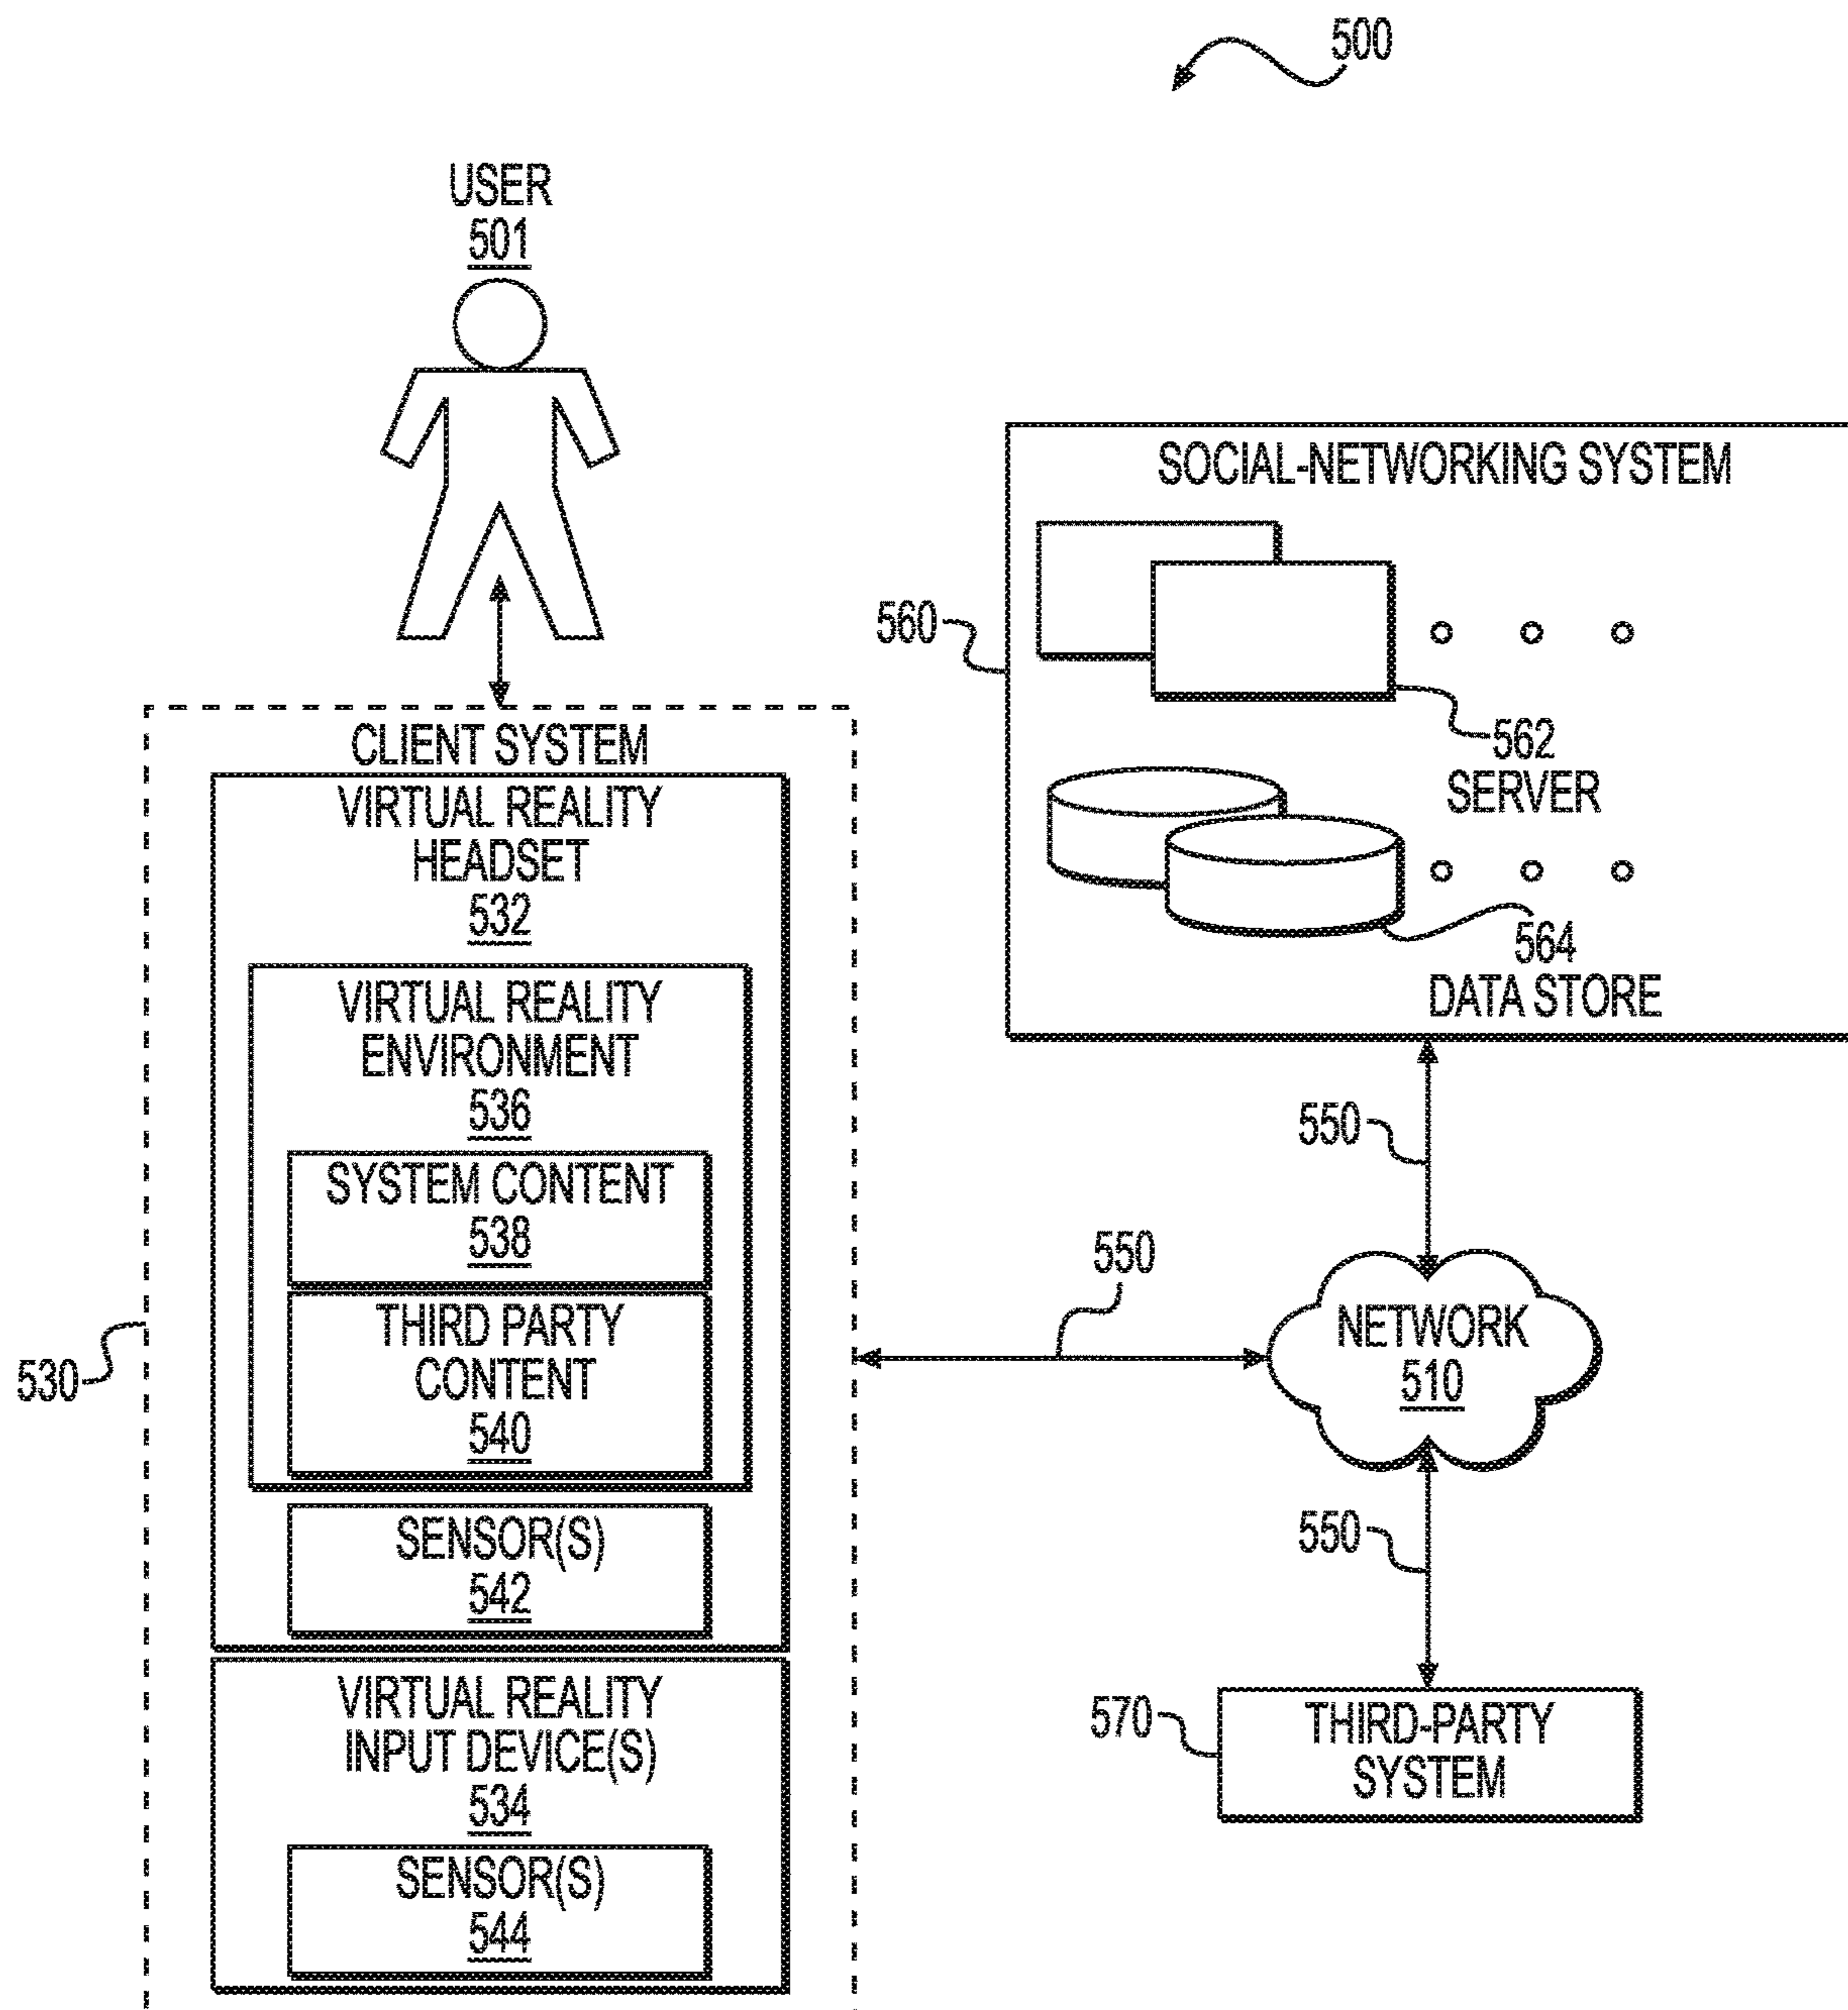 500
USER
501
CLIENT SYSTEM
VIRTUAL REALITY
HEADSET
532
VIRTUAL REALITY
ENVIRONMENT
536
SYSTEM CONTENT
538
THIRD PARTY
CONTENT
540
SENSOR(S)
542
VIRTUAL REALITY
INPUT DEVICE(S)
534
SENSOR(S)
544
530
SOCIAL-NETWORKING SYSTEM
560
562
SERVER
564
DATA STORE
550
550
NETWORK
510
550
570
THIRD-PARTY
SYSTEM